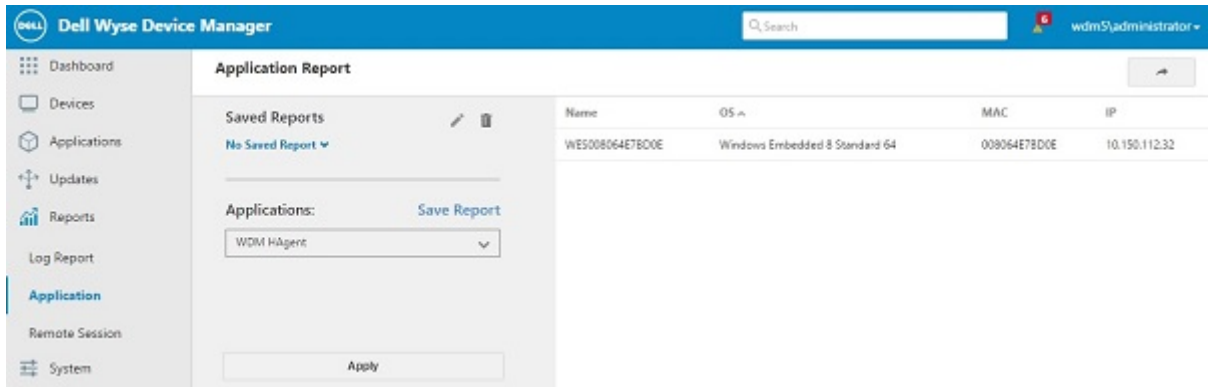 DELL Dell Wyse Device Manager Search 6 wdm5\administrator
Dashboard
Devices
Applications
Updates
Reports
Log Report
Application
Remote Session
System
Application Report
Saved Reports
No Saved Report
Applications: Save Report
WDM HAgent
Apply
Name OS MAC IP
WES008064E7BD0E Windows Embedded 8 Standard 64 008064E7BD0E 10.150.112.32